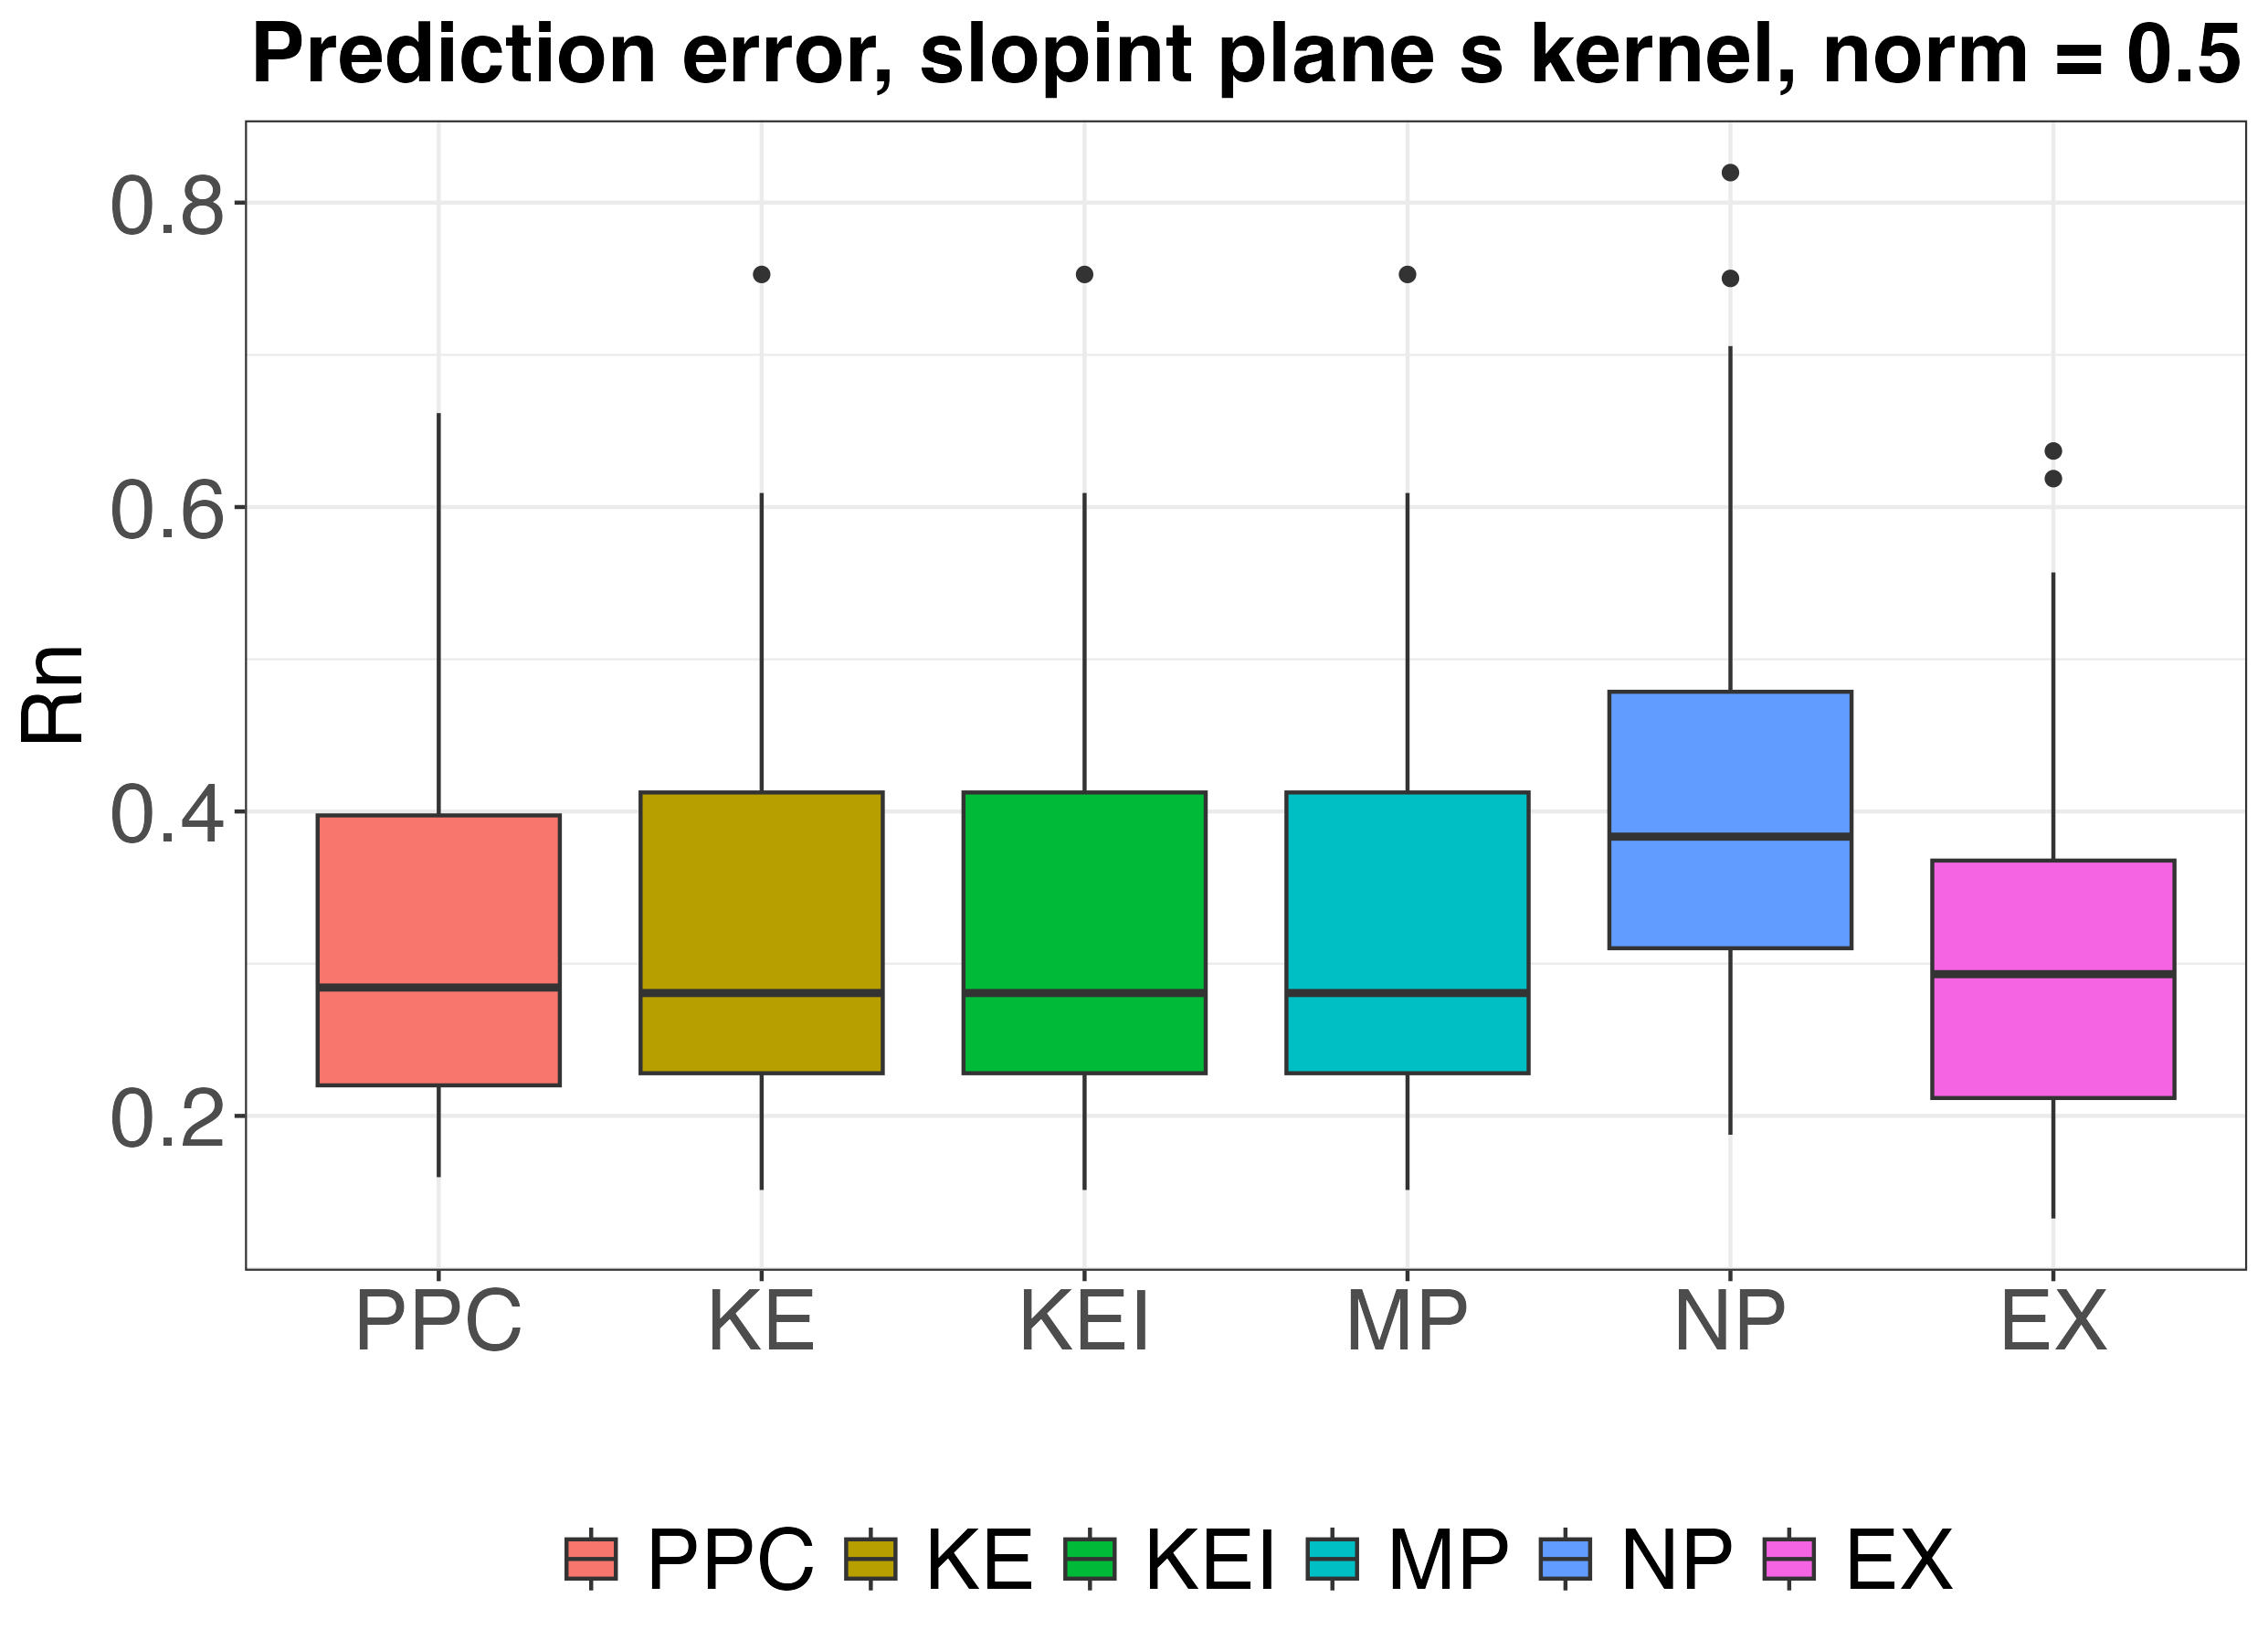 Prediction error, slopint plane s kernel, norm = 0.5
0.8
0.6
0.4
0.2
Rn
PPC KE KEI MP NP EX
PPC KE KEI MP NP EX